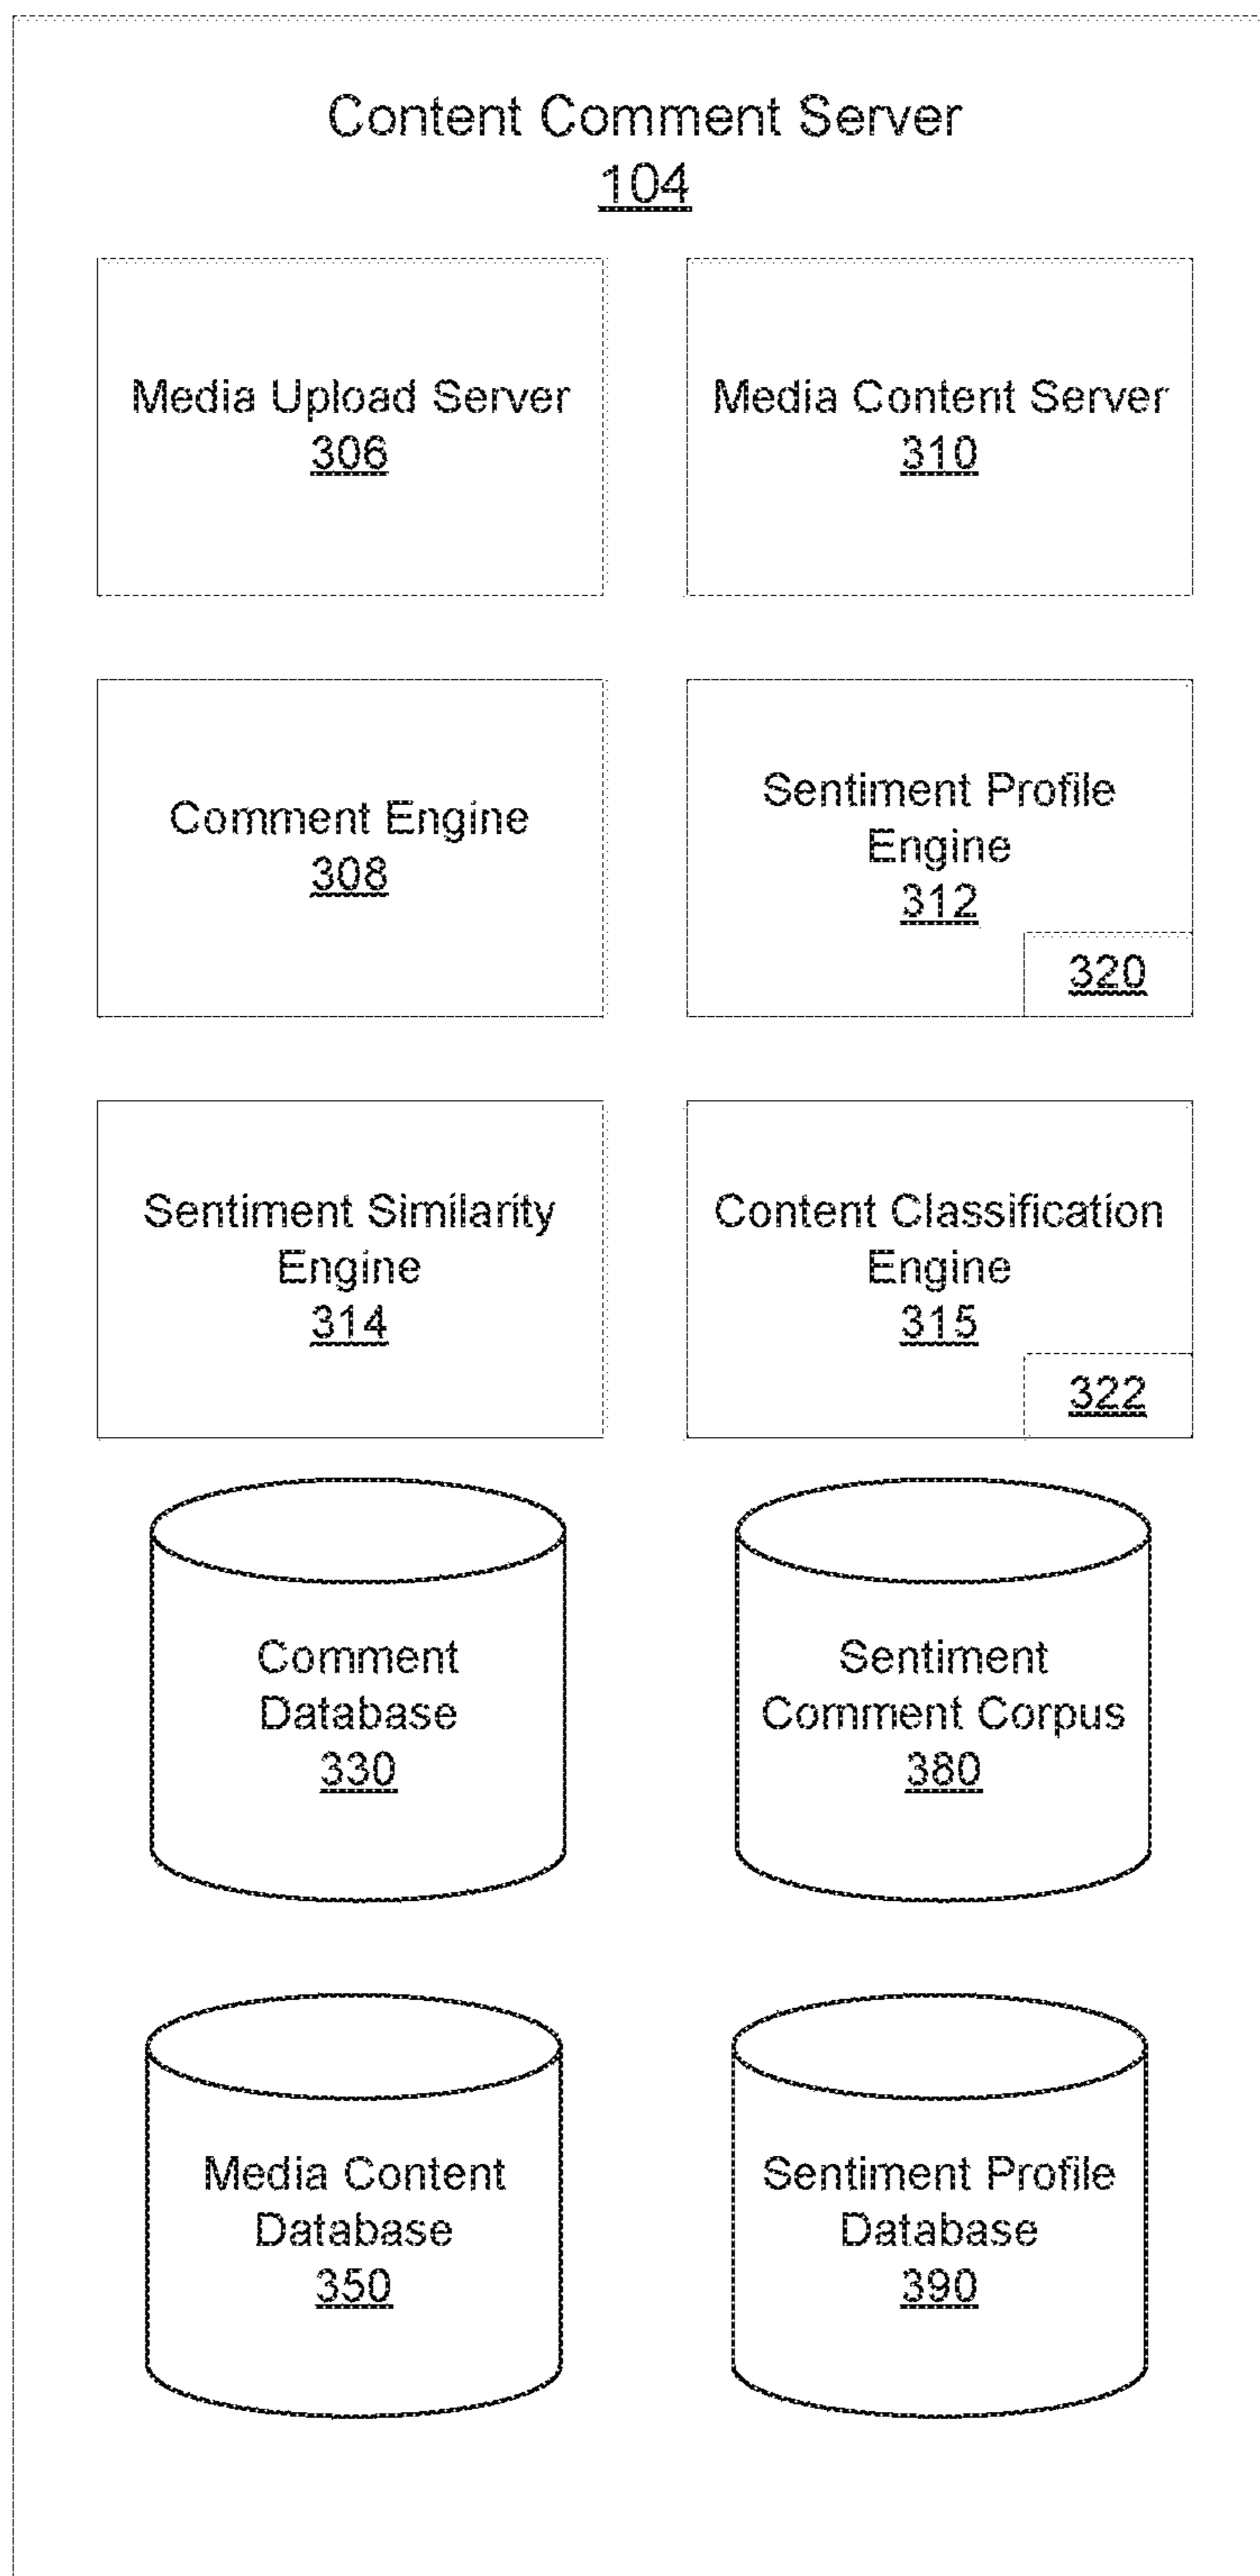 Content Comment Server
104
Media Upload Server
306
Media Content Server
310
Comment Engine
308
Sentiment Profile
Engine
312
320
Sentiment Similarity
Engine
314
Content Classification
Engine
315
322
Comment
Database
330
Sentiment
Comment Corpus
380
Media Content
Database
350
Sentiment Profile
Database
390